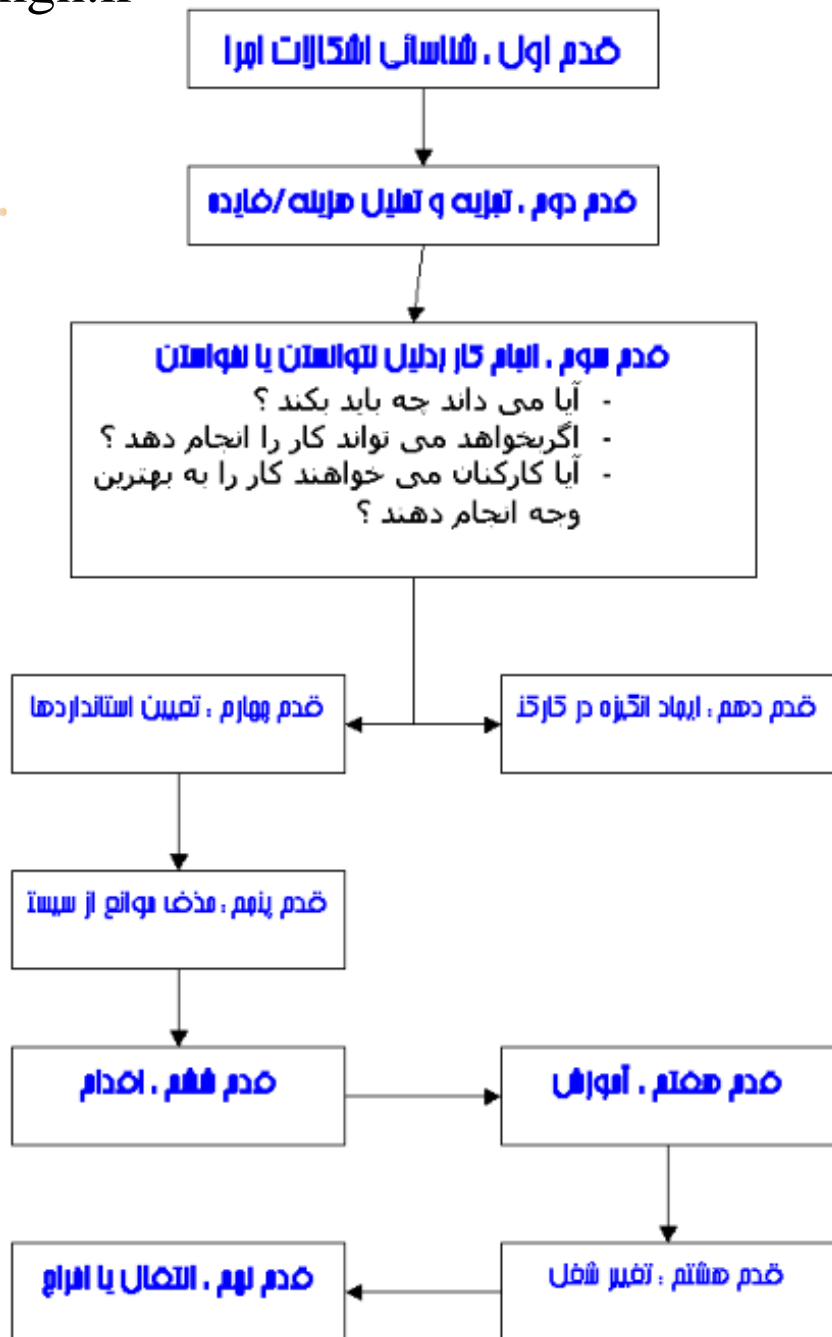 قدم اول ، شناسائی اشکالات اجرا
قدم دوم ، تجزیه و تحلیل هزینه/فایده
قدم سوم ، انجام کار ردلیل نتوانستن یا نخواستن
- آیا می داند چه باید بکند ؟
- اگربخواهد می تواند کار را انجام دهد ؟
- آیا کارکنان می خواهند کار را به بهترین
وجه انجام دهند ؟
قدم دهم : ایجاد انگیزه در کارکن
قدم چهارم : تعیین استانداردها
قدم پنجم : حذف موانع از سیست
قدم ششم ، اقدام
قدم هفتم ، آموزش
قدم هشتم : تغییر شغل
قدم نهم ، انتقال یا اخراج